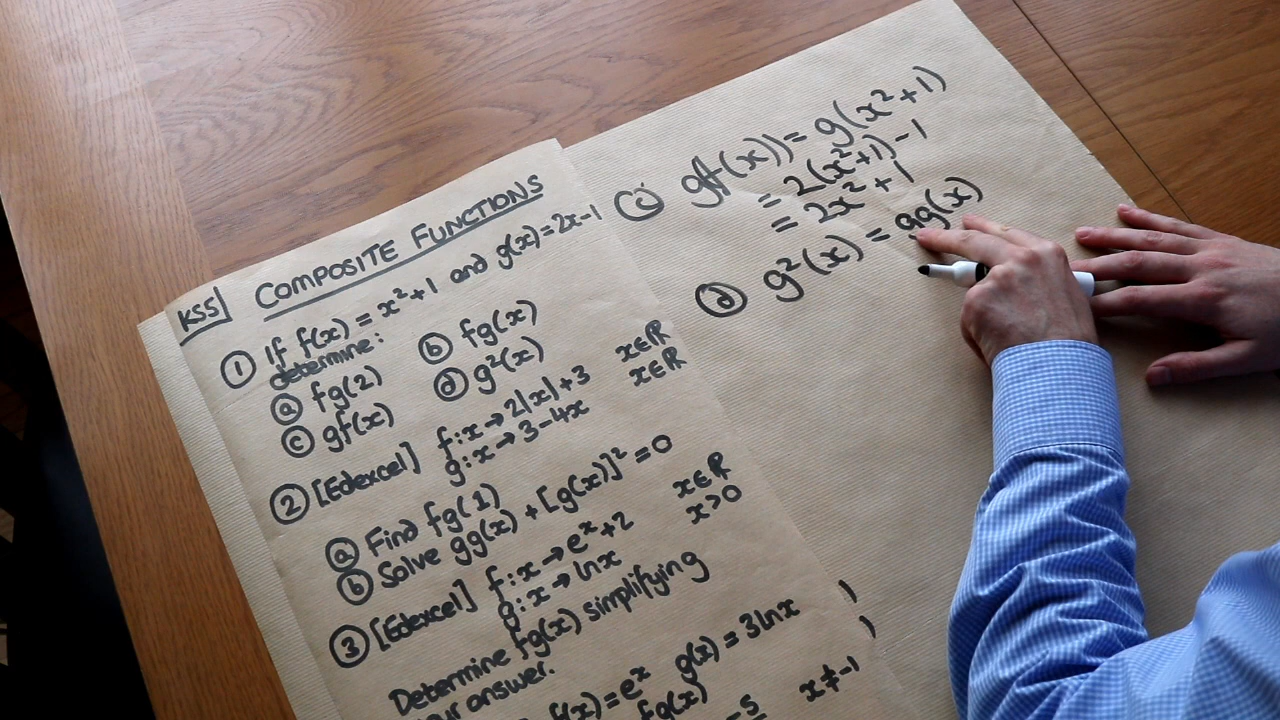 KS5 COMPOSITE FUNCTIONS
① If f(x) = x²+1 and g(x)=2x-1
determine:
ⓐ fg(2) ⓑ fg(x)
ⓒ gf(x) ⓓ g²(x)
② [Edexcel] f:x→2|x|+3 x∈ℝ
g:x→3-4x x∈ℝ
ⓐ Find fg(1)
ⓑ Solve gg(x)+[g(x)]²=0
③ [Edexcel] f:x→eˣ+2 x∈ℝ
g:x→lnx x>0
Determine fg(x) simplifying
your answer.
f(x)=eˣ g(x)=3lnx
fg(x)
-5 x≠-1
ⓒ gf(x)) = g(x²+1)
= 2(x²+1)-1
= 2x²+1
ⓓ g²(x) = gg(x)